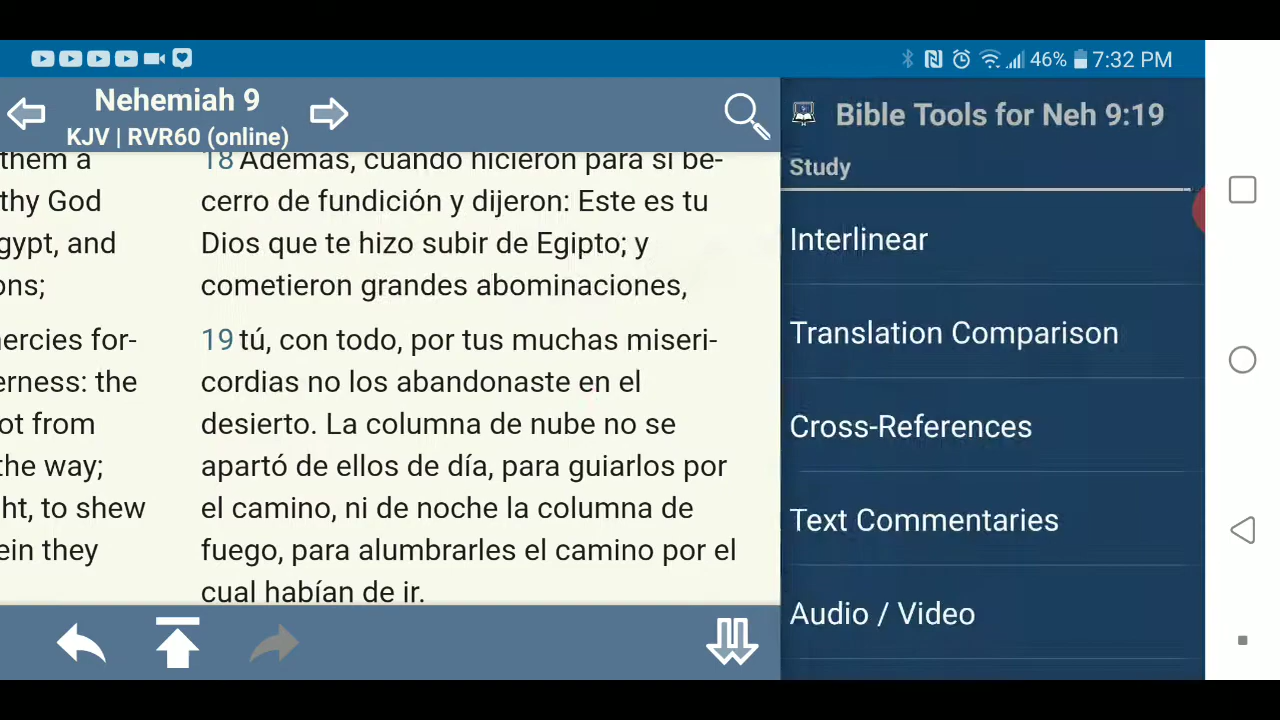 46% 7:32 PM
Nehemiah 9
KJV | RVR60 (online)
them a
thy God
gypt, and
ons;
ercies for-
erness: the
ot from
the way;
ht, to shew
ein they
18 Además, cuando hicieron para sí be-
cerro de fundición y dijeron: Este es tu
Dios que te hizo subir de Egipto; y
cometieron grandes abominaciones,
19 tú, con todo, por tus muchas miseri-
cordias no los abandonaste en el
desierto. La columna de nube no se
apartó de ellos de día, para guiarlos por
el camino, ni de noche la columna de
fuego, para alumbrarles el camino por el
cual habían de ir.
Bible Tools for Neh 9:19
Study
Interlinear
Translation Comparison
Cross-References
Text Commentaries
Audio / Video